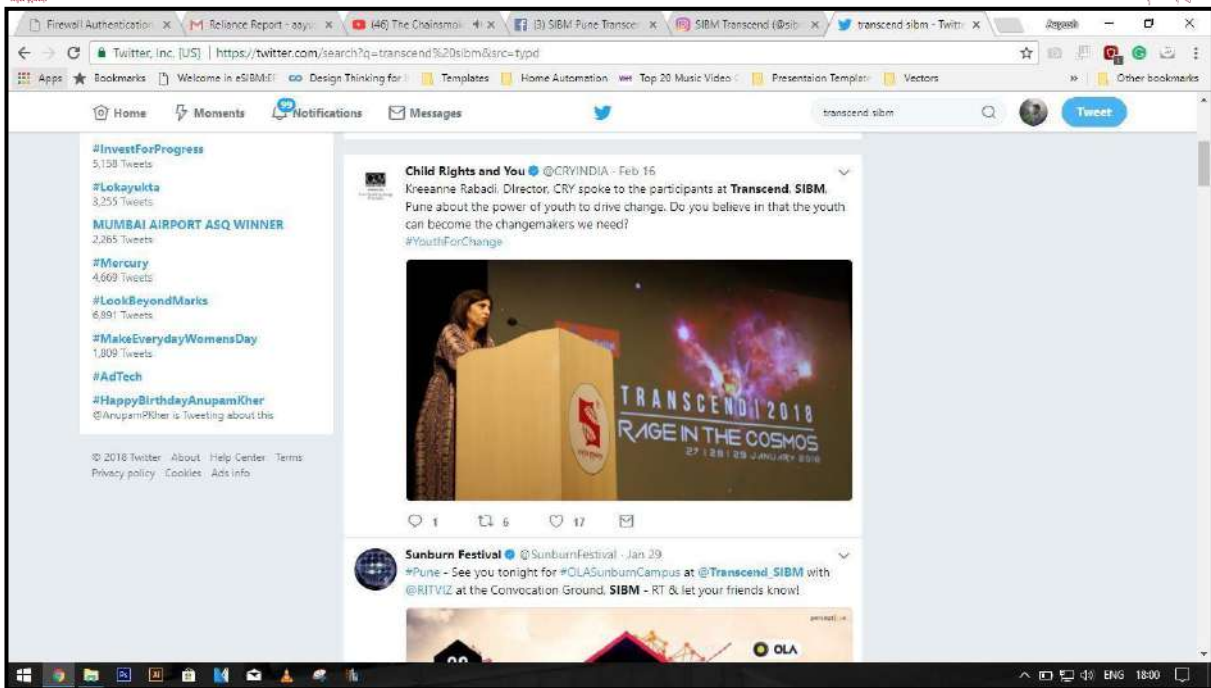 Firewall Authentication
Reliance Report - aayu
(46) The Chainsmok
(3) SIBM Pune Transcen
SIBM Transcend (@sib
transcend sibm - Twitt
Aayush
Twitter, Inc. [US] | https://twitter.com/search?q=transcend%20sibm&src=typd
Apps
Bookmarks
Welcome in eSIBM:E
Design Thinking for
Templates
Home Automation
Top 20 Music Video
Presentaion Template
Vectors
Other bookmarks
Home
Moments
99
Notifications
Messages
transcend sibm
Tweet
#InvestForProgress
5,158 Tweets
#Lokayukta
3,255 Tweets
MUMBAI AIRPORT ASQ WINNER
2,265 Tweets
#Mercury
4,669 Tweets
#LookBeyondMarks
6,891 Tweets
#MakeEverydayWomensDay
1,809 Tweets
#AdTech
#HappyBirthdayAnupamKher
@AnupamPKher is Tweeting about this
© 2018 Twitter About Help Center Terms
Privacy policy Cookies Ads info
Child Rights and You @CRYINDIA - Feb 16
Kreeanne Rabadi, Director, CRY spoke to the participants at Transcend, SIBM,
Pune about the power of youth to drive change. Do you believe in that the youth
can become the changemakers we need?
#YouthForChange
TRANSCEND 2018
RAGE IN THE COSMOS
27 | 28 | 29 JANUARY 2018
1 6 17
Sunburn Festival @SunburnFestival - Jan 29
#Pune - See you tonight for #OLASunburnCampus at @Transcend_SIBM with
@RITVIZ at the Convocation Ground, SIBM - RT & let your friends know!
OLA
ENG 18:00